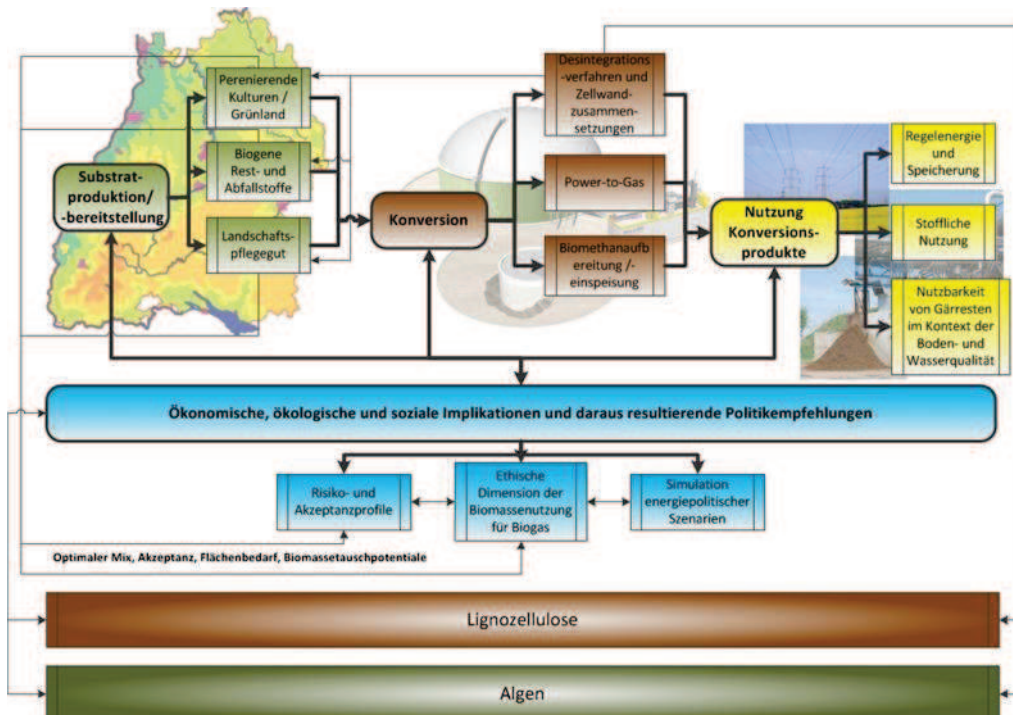 Perenierende
Kulturen /
Grünland
Biogene
Rest- und
Abfallstoffe
Landschafts-
pflegegut
Substrat-
produktion/
-bereitstellung
Konversion
Desintegrations
-verfahren und
Zellwand-
zusammen-
setzungen
Power-to-Gas
Biomethanaufb
ereitung /-
einspeisung
Nutzung
Konversions-
produkte
Regelenergie
und
Speicherung
Stoffliche
Nutzung
Nutzbarkeit
von Gärresten
im Kontext der
Boden- und
Wasserqualität
Ökonomische, ökologische und soziale Implikationen und daraus resultierende Politikempfehlungen
Risiko- und
Akzeptanzprofile
Ethische
Dimension der
Biomassenutzung
für Biogas
Simulation
energiepolitischer
Szenarien
Optimaler Mix, Akzeptanz, Flächenbedarf, Biomassetauschpotentiale
Lignozellulose
Algen